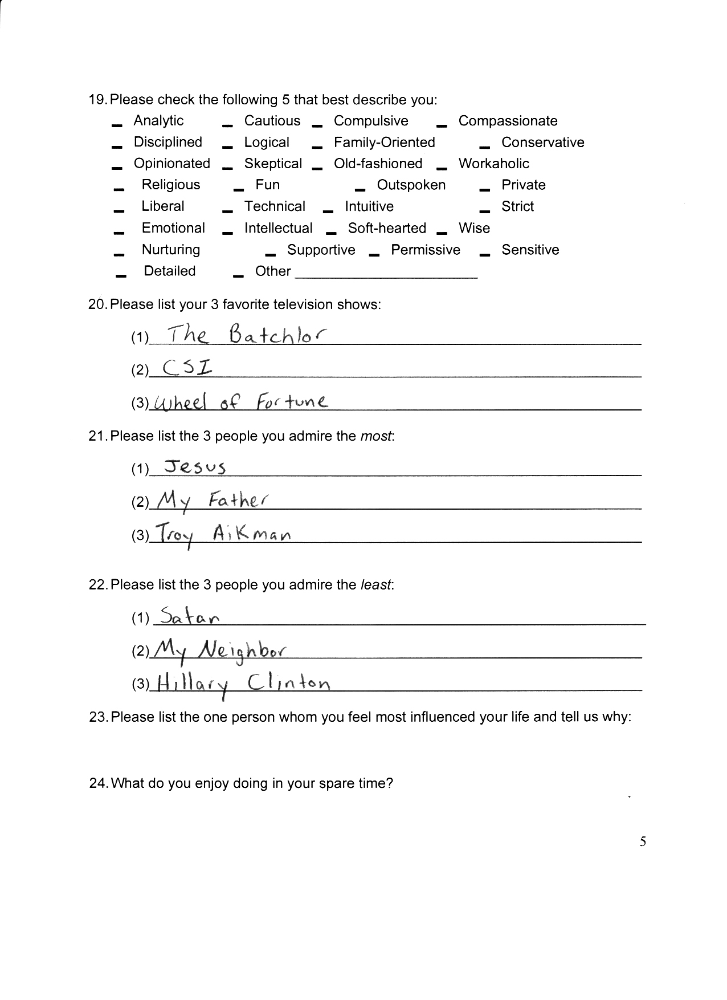 19. Please check the following 5 that best describe you:
_ Analytic _ Cautious _ Compulsive _ Compassionate
_ Disciplined _ Logical _ Family-Oriented _ Conservative
_ Opinionated _ Skeptical _ Old-fashioned _ Workaholic
_ Religious _ Fun _ Outspoken _ Private
_ Liberal _ Technical _ Intuitive _ Strict
_ Emotional _ Intellectual _ Soft-hearted _ Wise
_ Nurturing _ Supportive _ Permissive _ Sensitive
_ Detailed _ Other ____________________
20. Please list your 3 favorite television shows:
(1) The Batchlor
(2) CSI
(3) Wheel of Fortune
21. Please list the 3 people you admire the most:
(1) Jesus
(2) My Father
(3) Troy Aikman
22. Please list the 3 people you admire the least:
(1) Satan
(2) My Neighbor
(3) Hillary Clinton
23. Please list the one person whom you feel most influenced your life and tell us why:
24. What do you enjoy doing in your spare time?
5